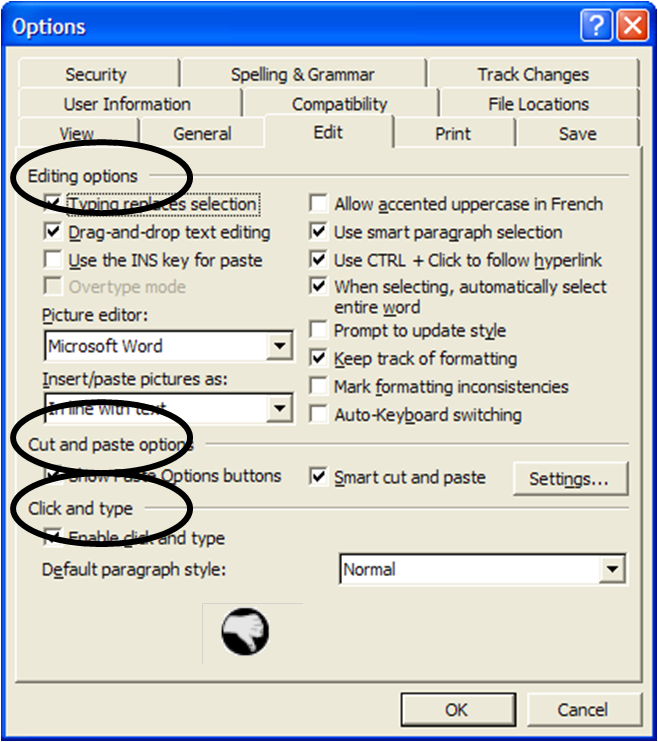 Options
Security Spelling & Grammar Track Changes
User Information Compatibility File Locations
View General Edit Print Save
Editing options
Typing replaces selection
Drag-and-drop text editing
Use the INS key for paste
Overtype mode
Picture editor:
Microsoft Word
Insert/paste pictures as:
In line with text
Allow accented uppercase in French
Use smart paragraph selection
Use CTRL + Click to follow hyperlink
When selecting, automatically select
entire word
Prompt to update style
Keep track of formatting
Mark formatting inconsistencies
Auto-Keyboard switching
Cut and paste options
Show Paste Options buttons Smart cut and paste Settings...
Click and type
Enable click and type
Default paragraph style: Normal
OK Cancel